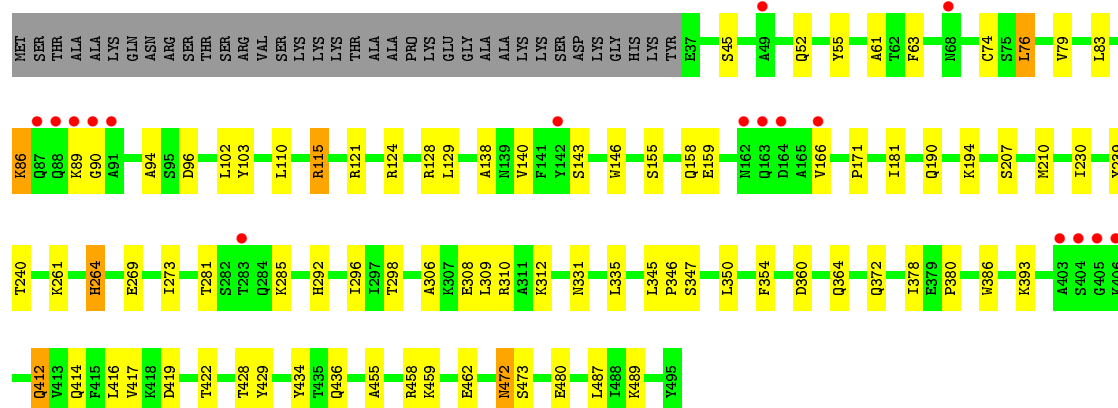 MET SER THR ALA ALA LYS GLN ASN ARG SER THR SER ARG VAL SER LYS LYS LYS THR ALA ALA PRO LYS GLU GLY ALA ALA LYS LYS SER ASP LYS GLY HIS LYS TYR E37 S45 A49 Q52 Y55 A61 T62 F63 N68 C74 S75 L76 V79 L83
K86 Q87 Q88 K89 G90 A91 A94 S95 D96 L102 Y103 L110 R115 R121 R124 R128 L129 A138 N139 V140 F141 Y142 S143 W146 S155 Q158 E159 N162 Q163 D164 A165 V166 P171 I181 Q190 K194 S207 M210 I230 Y239
T240 K261 H264 E269 I273 T281 S282 T283 Q284 K285 H292 I296 I297 T298 A306 K307 E308 L309 R310 A311 K312 N331 L335 L345 P346 S347 L350 F354 D360 Q364 Q372 I378 E379 P380 W386 K393 A403 S404 G405 K406
Q412 V413 Q414 F415 L416 V417 K418 D419 T422 T428 Y429 Y434 T435 Q436 A455 R458 K459 E462 N472 S473 E480 L487 I488 K489 Y495